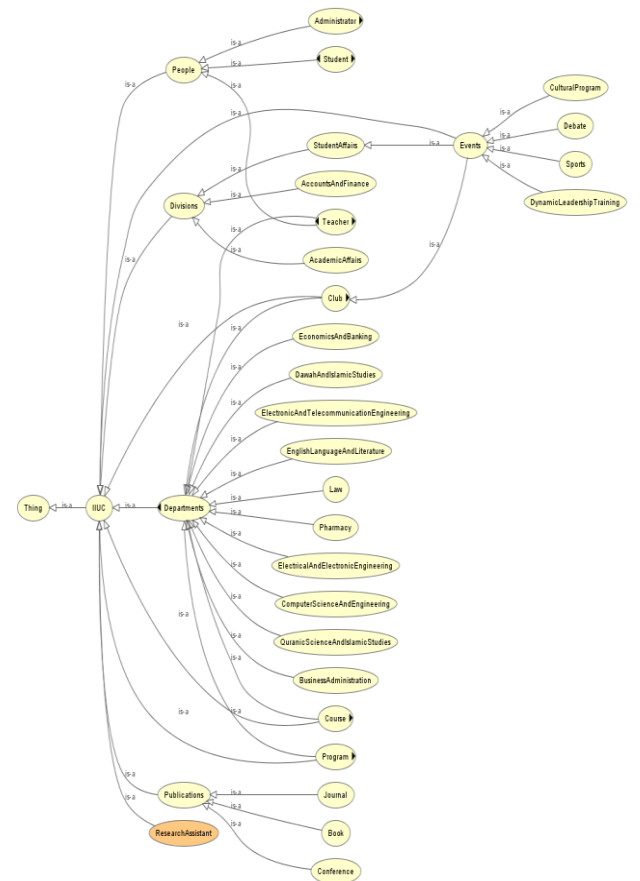 Administrator
is-a
Student
is-a
People
is-a
CulturalProgram
is-a
Debate
is-a
StudentAffairs
is-a
Events
is-a
Sports
is-a
is-a
AccountsAndFinance
is-a
DynamicLeadershipTraining
Divisions
is-a
Teacher
is-a
is-a
AcademicAffairs
is-a
Club
is-a
is-a
EconomicsAndBanking
is-a
DawahAndIslamicStudies
is-a
ElectronicAndTelecommunicationEngineering
is-a
EnglishLanguageAndLiterature
is-a
Law
is-a
Thing
is-a
IIUC
is-a
Departments
is-a
Pharmacy
is-a
ElectricalAndElectronicEngineering
is-a
ComputerScienceAndEngineering
is-a
is-a
QuranicScienceAndIslamicStudies
is-a
BusinessAdministration
is-a
is-a
Course
is-a
Program
is-a
Publications
is-a
Journal
is-a
is-a
ResearchAssistant
is-a
Book
is-a
Conference